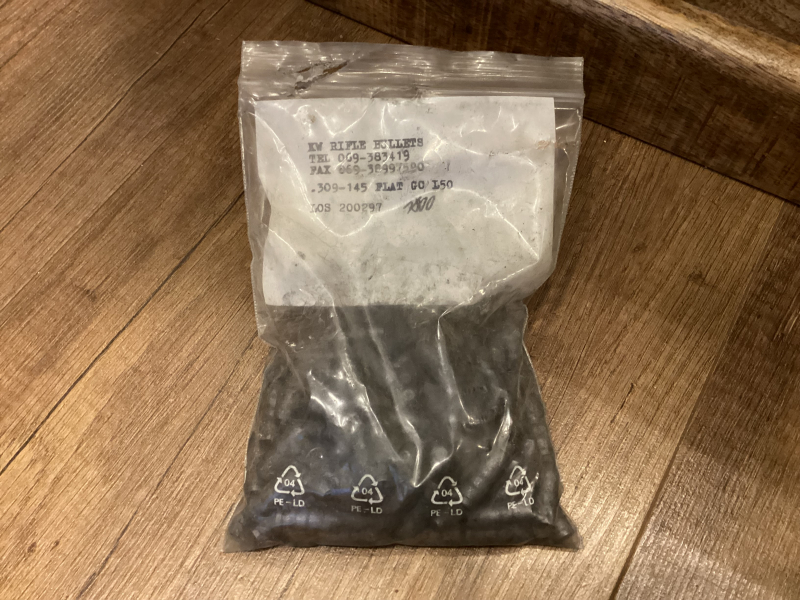 KW RIFLE BULLETS
TEL 069-383419
FAX
.309-145 FLAT GC L50
LOS 200297
04
PE-LD
04
PE-LD
04
PE-LD
04
PE-LD